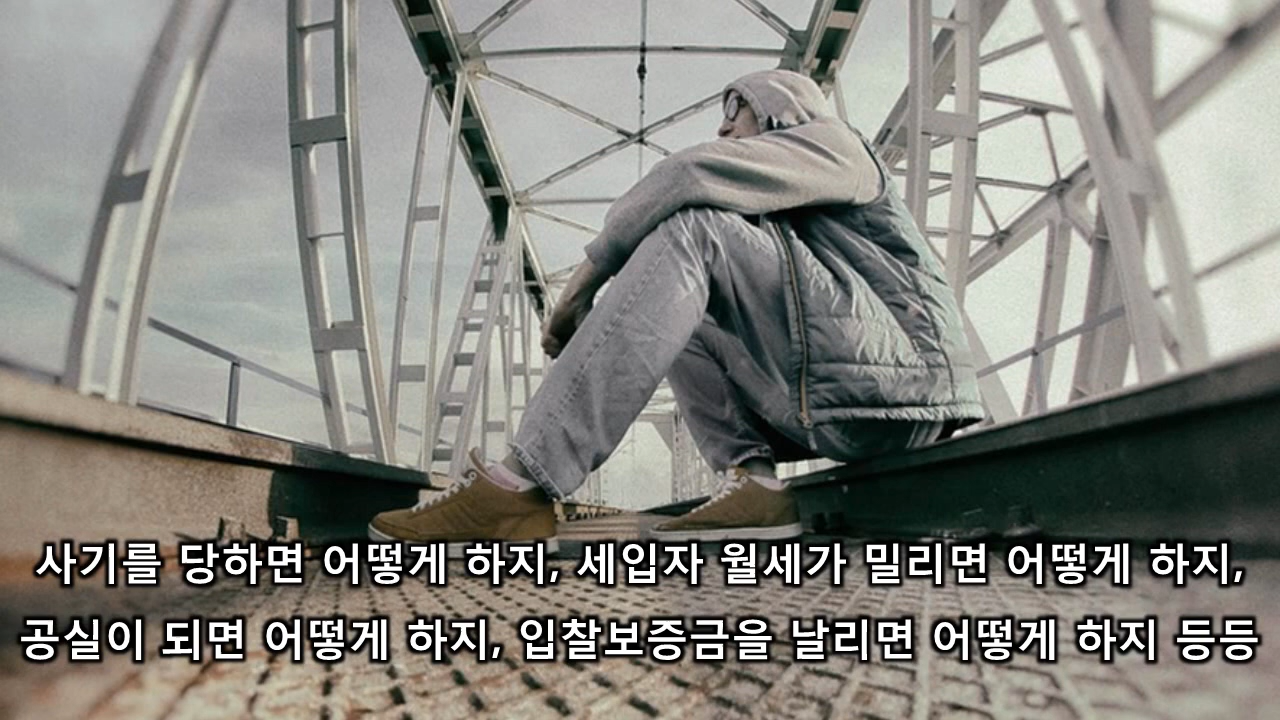 사기를 당하면 어떻게 하지, 세입자 월세가 밀리면 어떻게 하지,
공실이 되면 어떻게 하지, 입찰보증금을 날리면 어떻게 하지 등등